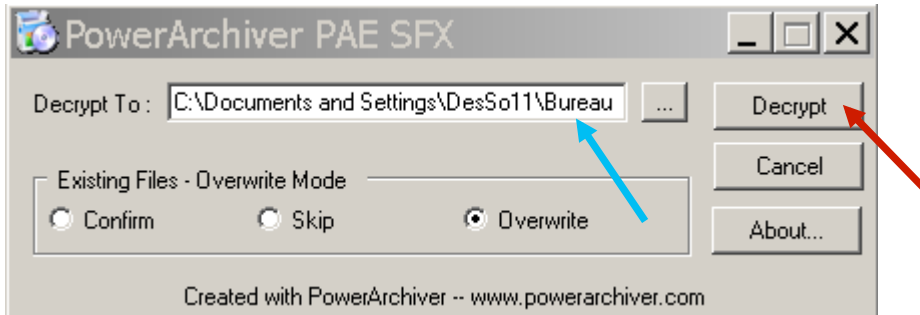 PowerArchiver PAE SFX
Decrypt To : C:\Documents and Settings\DesSo11\Bureau ... Decrypt
Existing Files - Overwrite Mode Cancel
Confirm Skip Overwrite About...
Created with PowerArchiver -- www.powerarchiver.com